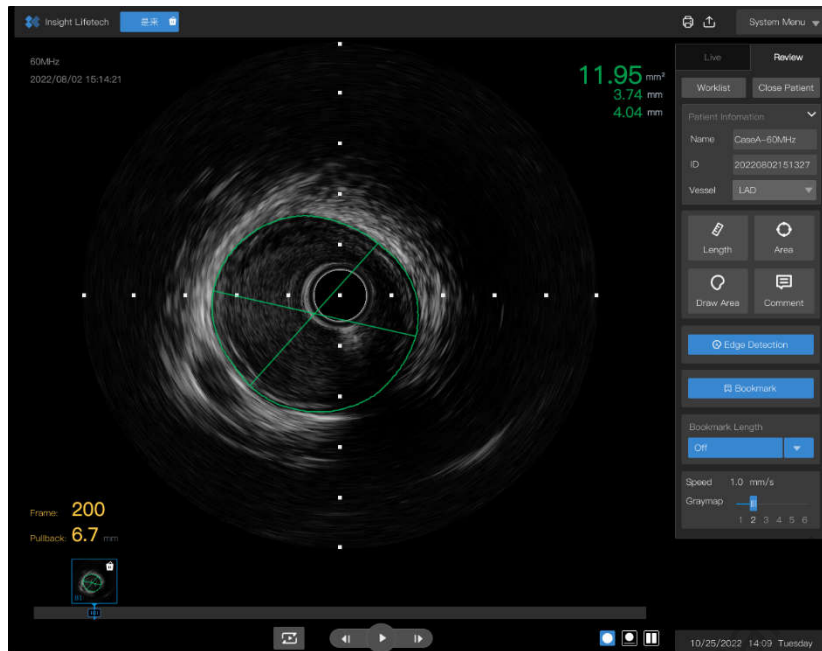 Insight Lifetech
是来
System Menu
60MHz
2022/08/02 15:14:21
11.95 mm²
3.74 mm
4.04 mm
Live
Review
Worklist
Close Patient
Patient Infomation
Name
CaseA-60MHz
ID
20220802151327
Vessel
LAD
Length
Area
Draw Area
Comment
Edge Detection
Bookmark
Bookmark Length
Off
Speed 1.0 mm/s
Graymap
1 2 3 4 5 6
Frame: 200
Pullback: 6.7 mm
10/25/2022 14:09 Tuesday